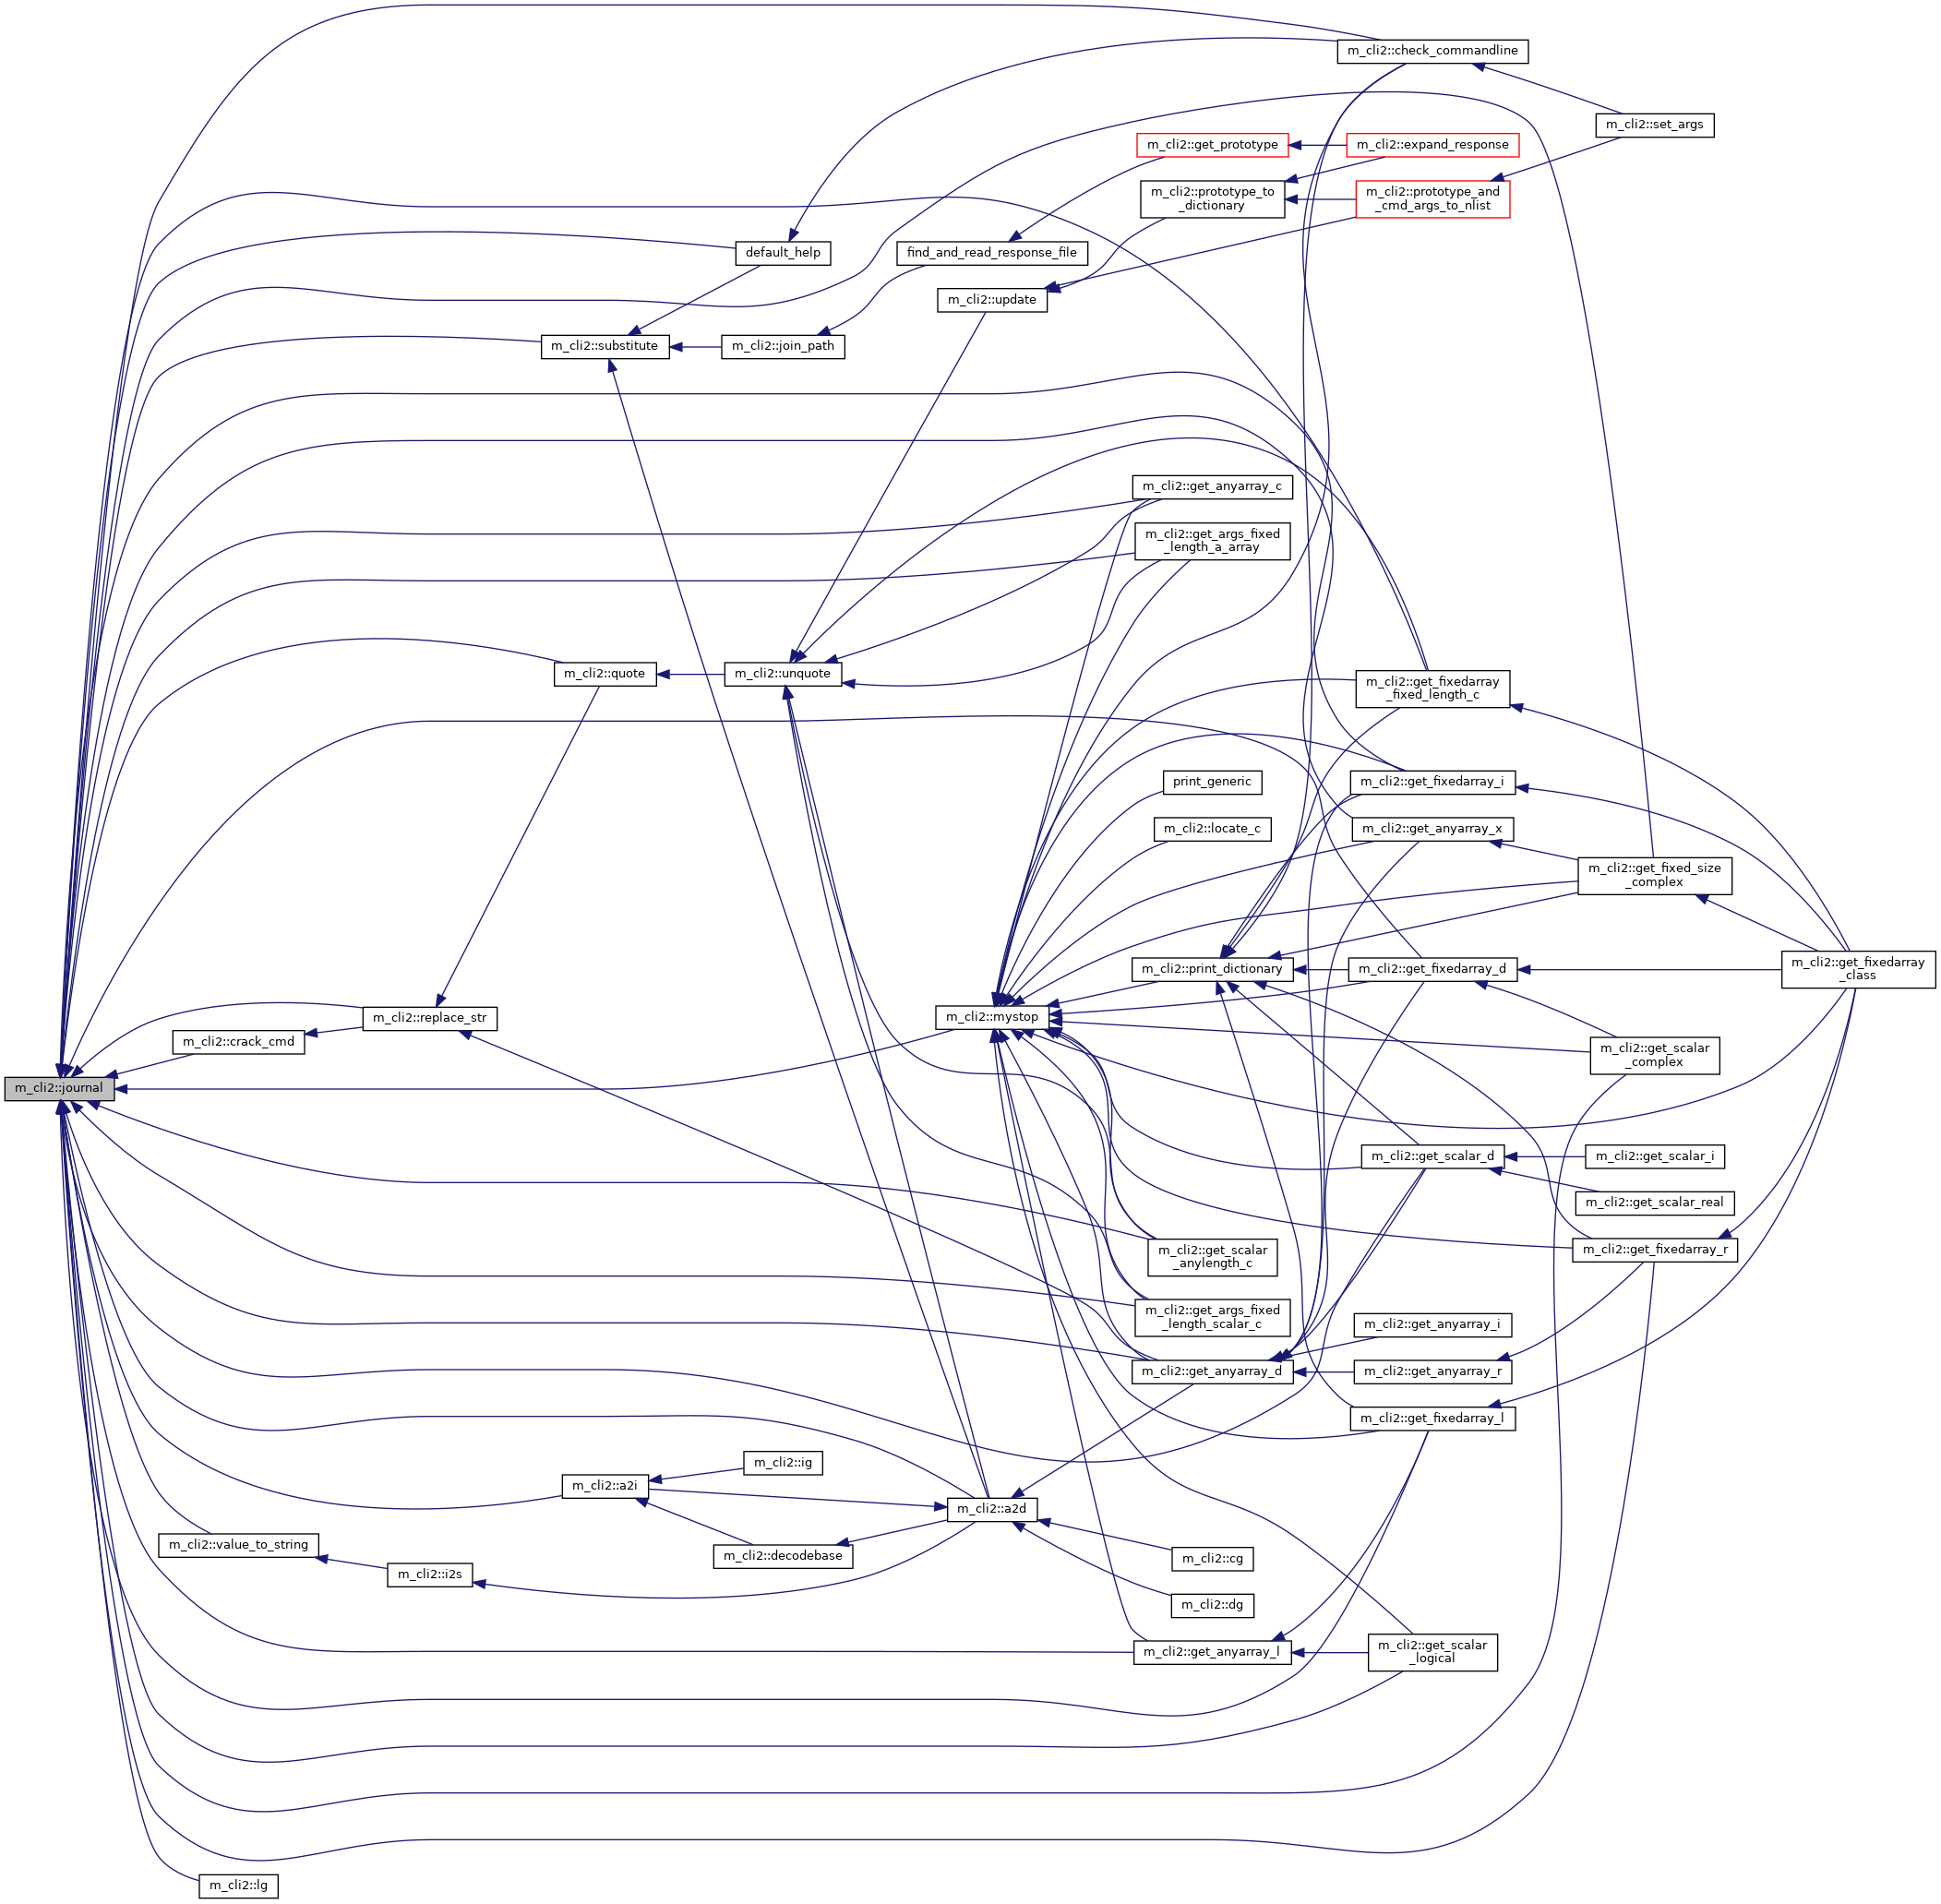 m_cli2::check_commandline
m_cli2::set_args
m_cli2::get_prototype
m_cli2::expand_response
m_cli2::prototype_to
_dictionary
m_cli2::prototype_and
_cmd_args_to_nlist
default_help
find_and_read_response_file
m_cli2::update
m_cli2::substitute
m_cli2::join_path
m_cli2::get_anyarray_c
m_cli2::get_args_fixed
_length_a_array
m_cli2::quote
m_cli2::unquote
m_cli2::get_fixedarray
_fixed_length_c
print_generic
m_cli2::get_fixedarray_i
m_cli2::locate_c
m_cli2::get_anyarray_x
m_cli2::get_fixed_size
_complex
m_cli2::print_dictionary
m_cli2::get_fixedarray_d
m_cli2::get_fixedarray
_class
m_cli2::replace_str
m_cli2::mystop
m_cli2::crack_cmd
m_cli2::get_scalar
_complex
m_cli2::journal
m_cli2::get_scalar_d
m_cli2::get_scalar_i
m_cli2::get_scalar_real
m_cli2::get_scalar
_anylength_c
m_cli2::get_fixedarray_r
m_cli2::get_args_fixed
_length_scalar_c
m_cli2::get_anyarray_i
m_cli2::get_anyarray_d
m_cli2::get_anyarray_r
m_cli2::get_fixedarray_l
m_cli2::ig
m_cli2::a2i
m_cli2::a2d
m_cli2::value_to_string
m_cli2::decodebase
m_cli2::cg
m_cli2::i2s
m_cli2::dg
m_cli2::get_anyarray_l
m_cli2::get_scalar
_logical
m_cli2::lg